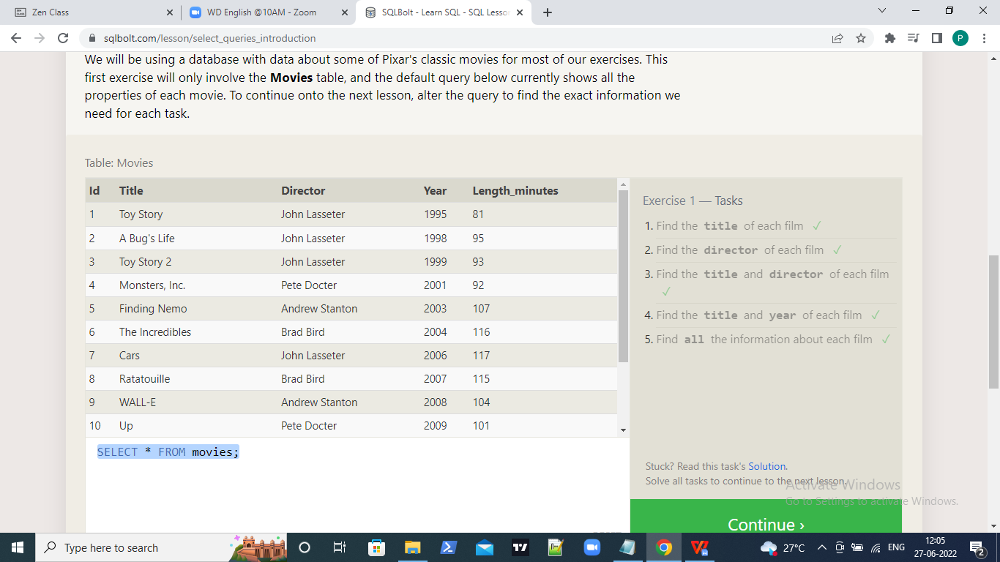 Zen Class
WD English @10AM - Zoom
SQLBolt - Learn SQL - SQL Lesso
sqlbolt.com/lesson/select_queries_introduction
P
We will be using a database with data about some of Pixar's classic movies for most of our exercises. This
first exercise will only involve the Movies table, and the default query below currently shows all the
properties of each movie. To continue onto the next lesson, alter the query to find the exact information we
need for each task.
Table: Movies
Id Title Director Year Length_minutes
1 Toy Story John Lasseter 1995 81
2 A Bug's Life John Lasseter 1998 95
3 Toy Story 2 John Lasseter 1999 93
4 Monsters, Inc. Pete Docter 2001 92
5 Finding Nemo Andrew Stanton 2003 107
6 The Incredibles Brad Bird 2004 116
7 Cars John Lasseter 2006 117
8 Ratatouille Brad Bird 2007 115
9 WALL-E Andrew Stanton 2008 104
10 Up Pete Docter 2009 101
SELECT * FROM movies;
Exercise 1 — Tasks
1. Find the title of each film ✓
2. Find the director of each film ✓
3. Find the title and director of each film
✓
4. Find the title and year of each film ✓
5. Find all the information about each film ✓
Stuck? Read this task's Solution.
Solve all tasks to continue to the next lesson.
Activate Windows
Go to Settings to activate Windows.
Continue ›
Type here to search
27°C
ENG
12:05
27-06-2022
2